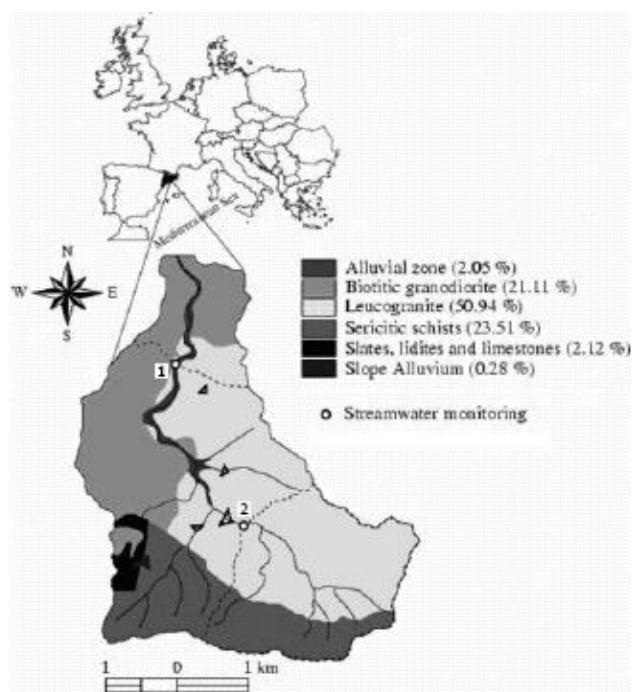 Mediterranean Sea
N
W E
S
Alluvial zone (2.05 %)
Biotitic granodiorite (21.11 %)
Leucogranite (50.94 %)
Sericitic schists (23.51 %)
Slates, lidites and limestones (2.12 %)
Slope Alluvium (0.28 %)
Streamwater monitoring
1
2
1 0 1 km